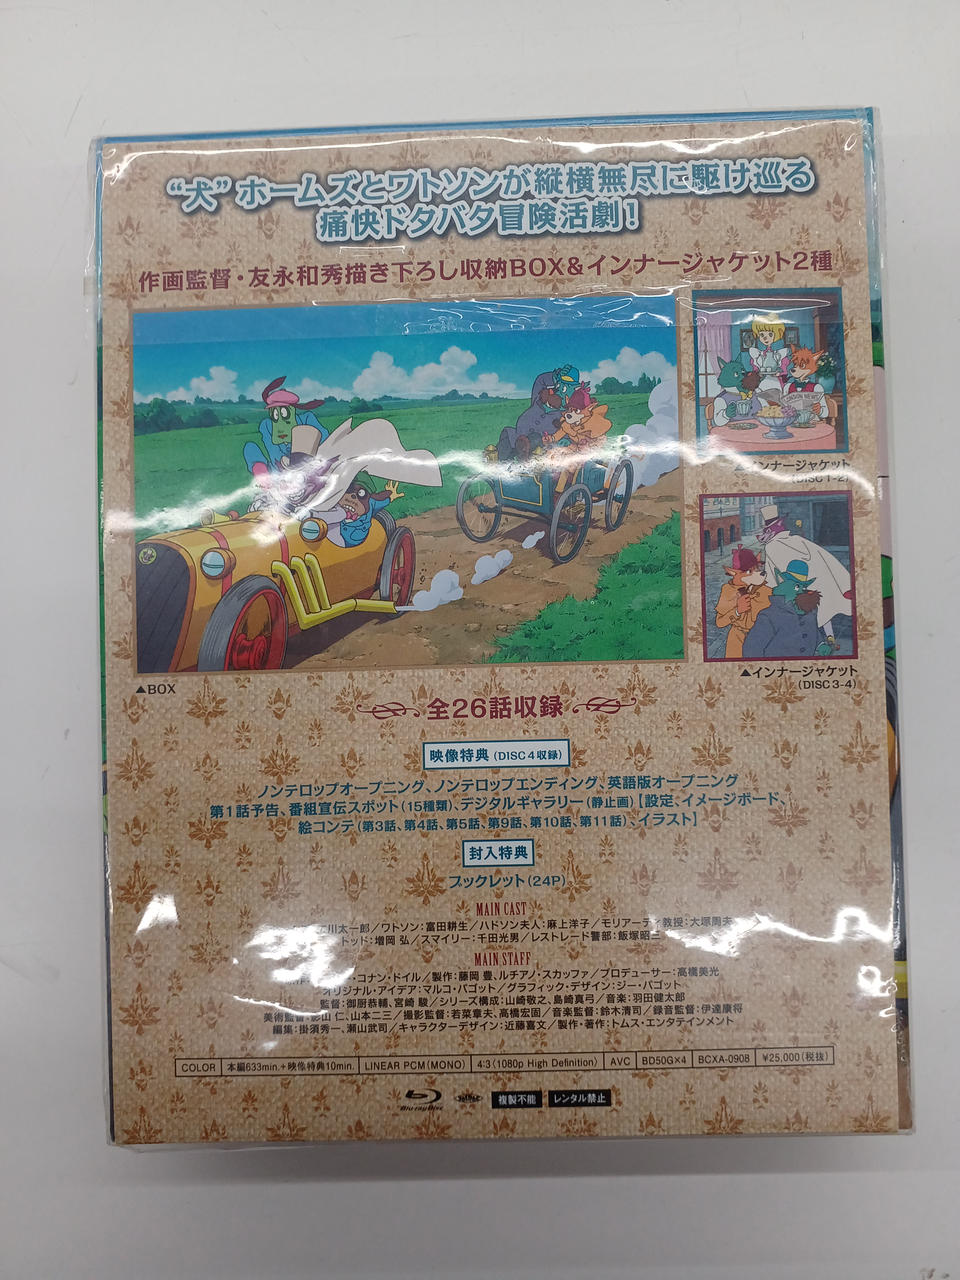 “犬”ホームズとワトソンが縦横無尽に駆け巡る
痛快ドタバタ冒険活劇!
作画監督・友永和秀描き下ろし収納BOX&インナージャケット2種
LONDON NEWS
インナージャケット
(DISC 1-2)
▲インナージャケット
(DISC 3-4)
▲BOX
全26話収録
映像特典(DISC 4 収録)
ノンテロップオープニング、ノンテロップエンディング、英語版オープニング
第1話予告、番組宣伝スポット(15種類)、デジタルギャラリー(静止画)【設定、イメージボード、
絵コンテ(第3話、第4話、第5話、第9話、第10話、第11話)、イラスト】
封入特典
ブックレット(24P)
MAIN CAST
川太一郎/ワトソン:富田耕生/ハドソン夫人:麻上洋子/モリアーティ教授:大塚周夫
トッド:増岡 弘/スマイリー:千田光男/レストレード警部:飯塚昭三
MAIN STAFF
・コナン・ドイル/製作:藤岡 豊、ルチアノ・スカッファ/プロデューサー:高橋美光
オリジナル・アイデア:マルコ・パゴット/グラフィック・デザイン:ジー・パゴット
監督:御厨恭輔、宮崎 駿/シリーズ構成:山崎敬之、島崎真弓/音楽:羽田健太郎
美術監督:影山 仁、山本二三/撮影監督:若菜章夫、高橋宏固/音楽監督:鈴木清司/録音監督:伊達康将
編集:掛須秀一、瀬山武司/キャラクターデザイン:近藤喜文/製作・著作:トムス・エンタテインメント
COLOR 本編633min.+映像特典10min. LINEAR PCM(MONO) 4:3(1080p High Definition) AVC BD50G×4 BCXA-0908 ¥25,000(税抜)
Blu-ray Disc 複製不能 レンタル禁止